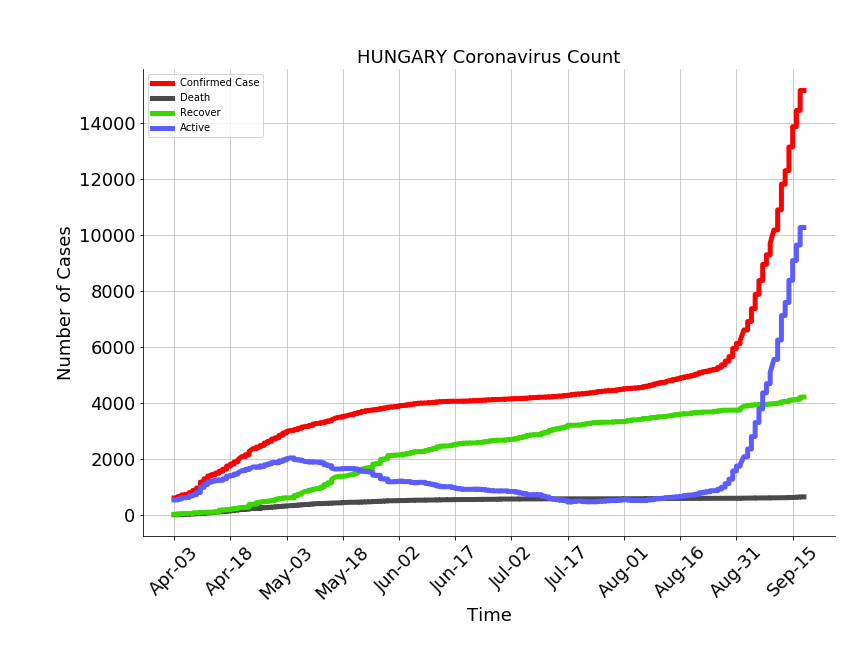 HUNGARY Coronavirus Count
Confirmed Case
Death
Recover
Active
Number of Cases
14000
12000
10000
8000
6000
4000
2000
0
Apr-03
Apr-18
May-03
May-18
Jun-02
Jun-17
Jul-02
Jul-17
Aug-01
Aug-16
Aug-31
Sep-15
Time